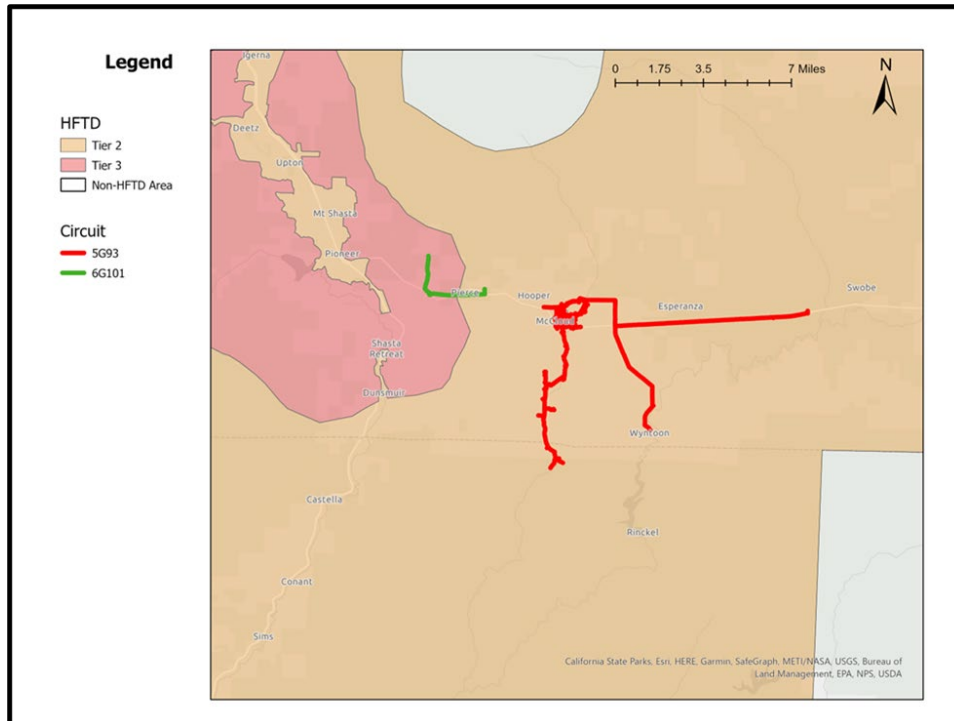 Legend
HFTD
Tier 2
Tier 3
Non-HFTD Area
Circuit
5G93
6G101
0 1.75 3.5 7 Miles
N
Igerna
Deetz
Upton
Mt Shasta
Pioneer
Pierce
Hooper
Esperanza
Swobe
McCloud
Shasta
Retreat
Dunsmuir
Wyntoon
Castella
Rinckel
Conant
Sims
California State Parks, Esri, HERE, Garmin, SafeGraph, METI/NASA, USGS, Bureau of
Land Management, EPA, NPS, USDA